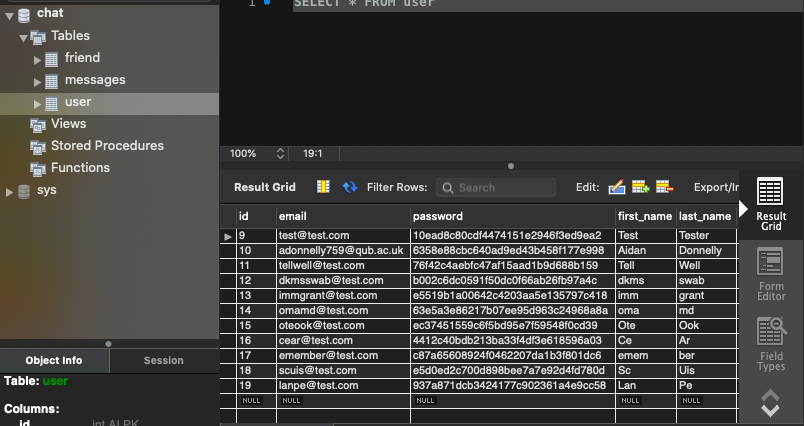 chat
Tables
friend
messages
user
Views
Stored Procedures
Functions
sys
Object Info Session
Table: user
Columns:
1 SELECT * FROM user
100% 19:1
Result Grid Filter Rows: Search Edit: Export/Ir
id email password first_name last_name
9 test@test.com 10ead8c80cdf4474151e2946f3ed9ea2 Test Tester
10 adonnelly759@qub.ac.uk 6358e88cbc640ad9ed43b458f177e998 Aidan Donnelly
11 tellwell@test.com 76f42c4aebfc47af15aad1b9d688b159 Tell Well
12 dkmsswab@test.com b002c6dc0591f50dc0f66ab26fb97a4c dkms swab
13 immgrant@test.com e5519b1a00642c4203aa5e135797c418 imm grant
14 omamd@test.com 63e5a3e86217b07ee95d963c24968a8a oma md
15 oteook@test.com ec37451559c6f5bd95e7f59548f0cd39 Ote Ook
16 cear@test.com 4412c40bdb213ba33f4df3e618596a03 Ce Ar
17 emember@test.com c87a65608924f0462207da1b3f801dc6 emem ber
18 scuis@test.com e5d0ed2c700d898bee7a7e92d4fd780d Sc Uis
19 lanpe@test.com 937a871dcb3424177c902361a4e9cc58 Lan Pe
NULL NULL NULL NULL NULL
Result
Grid
Form
Editor
Field
Types